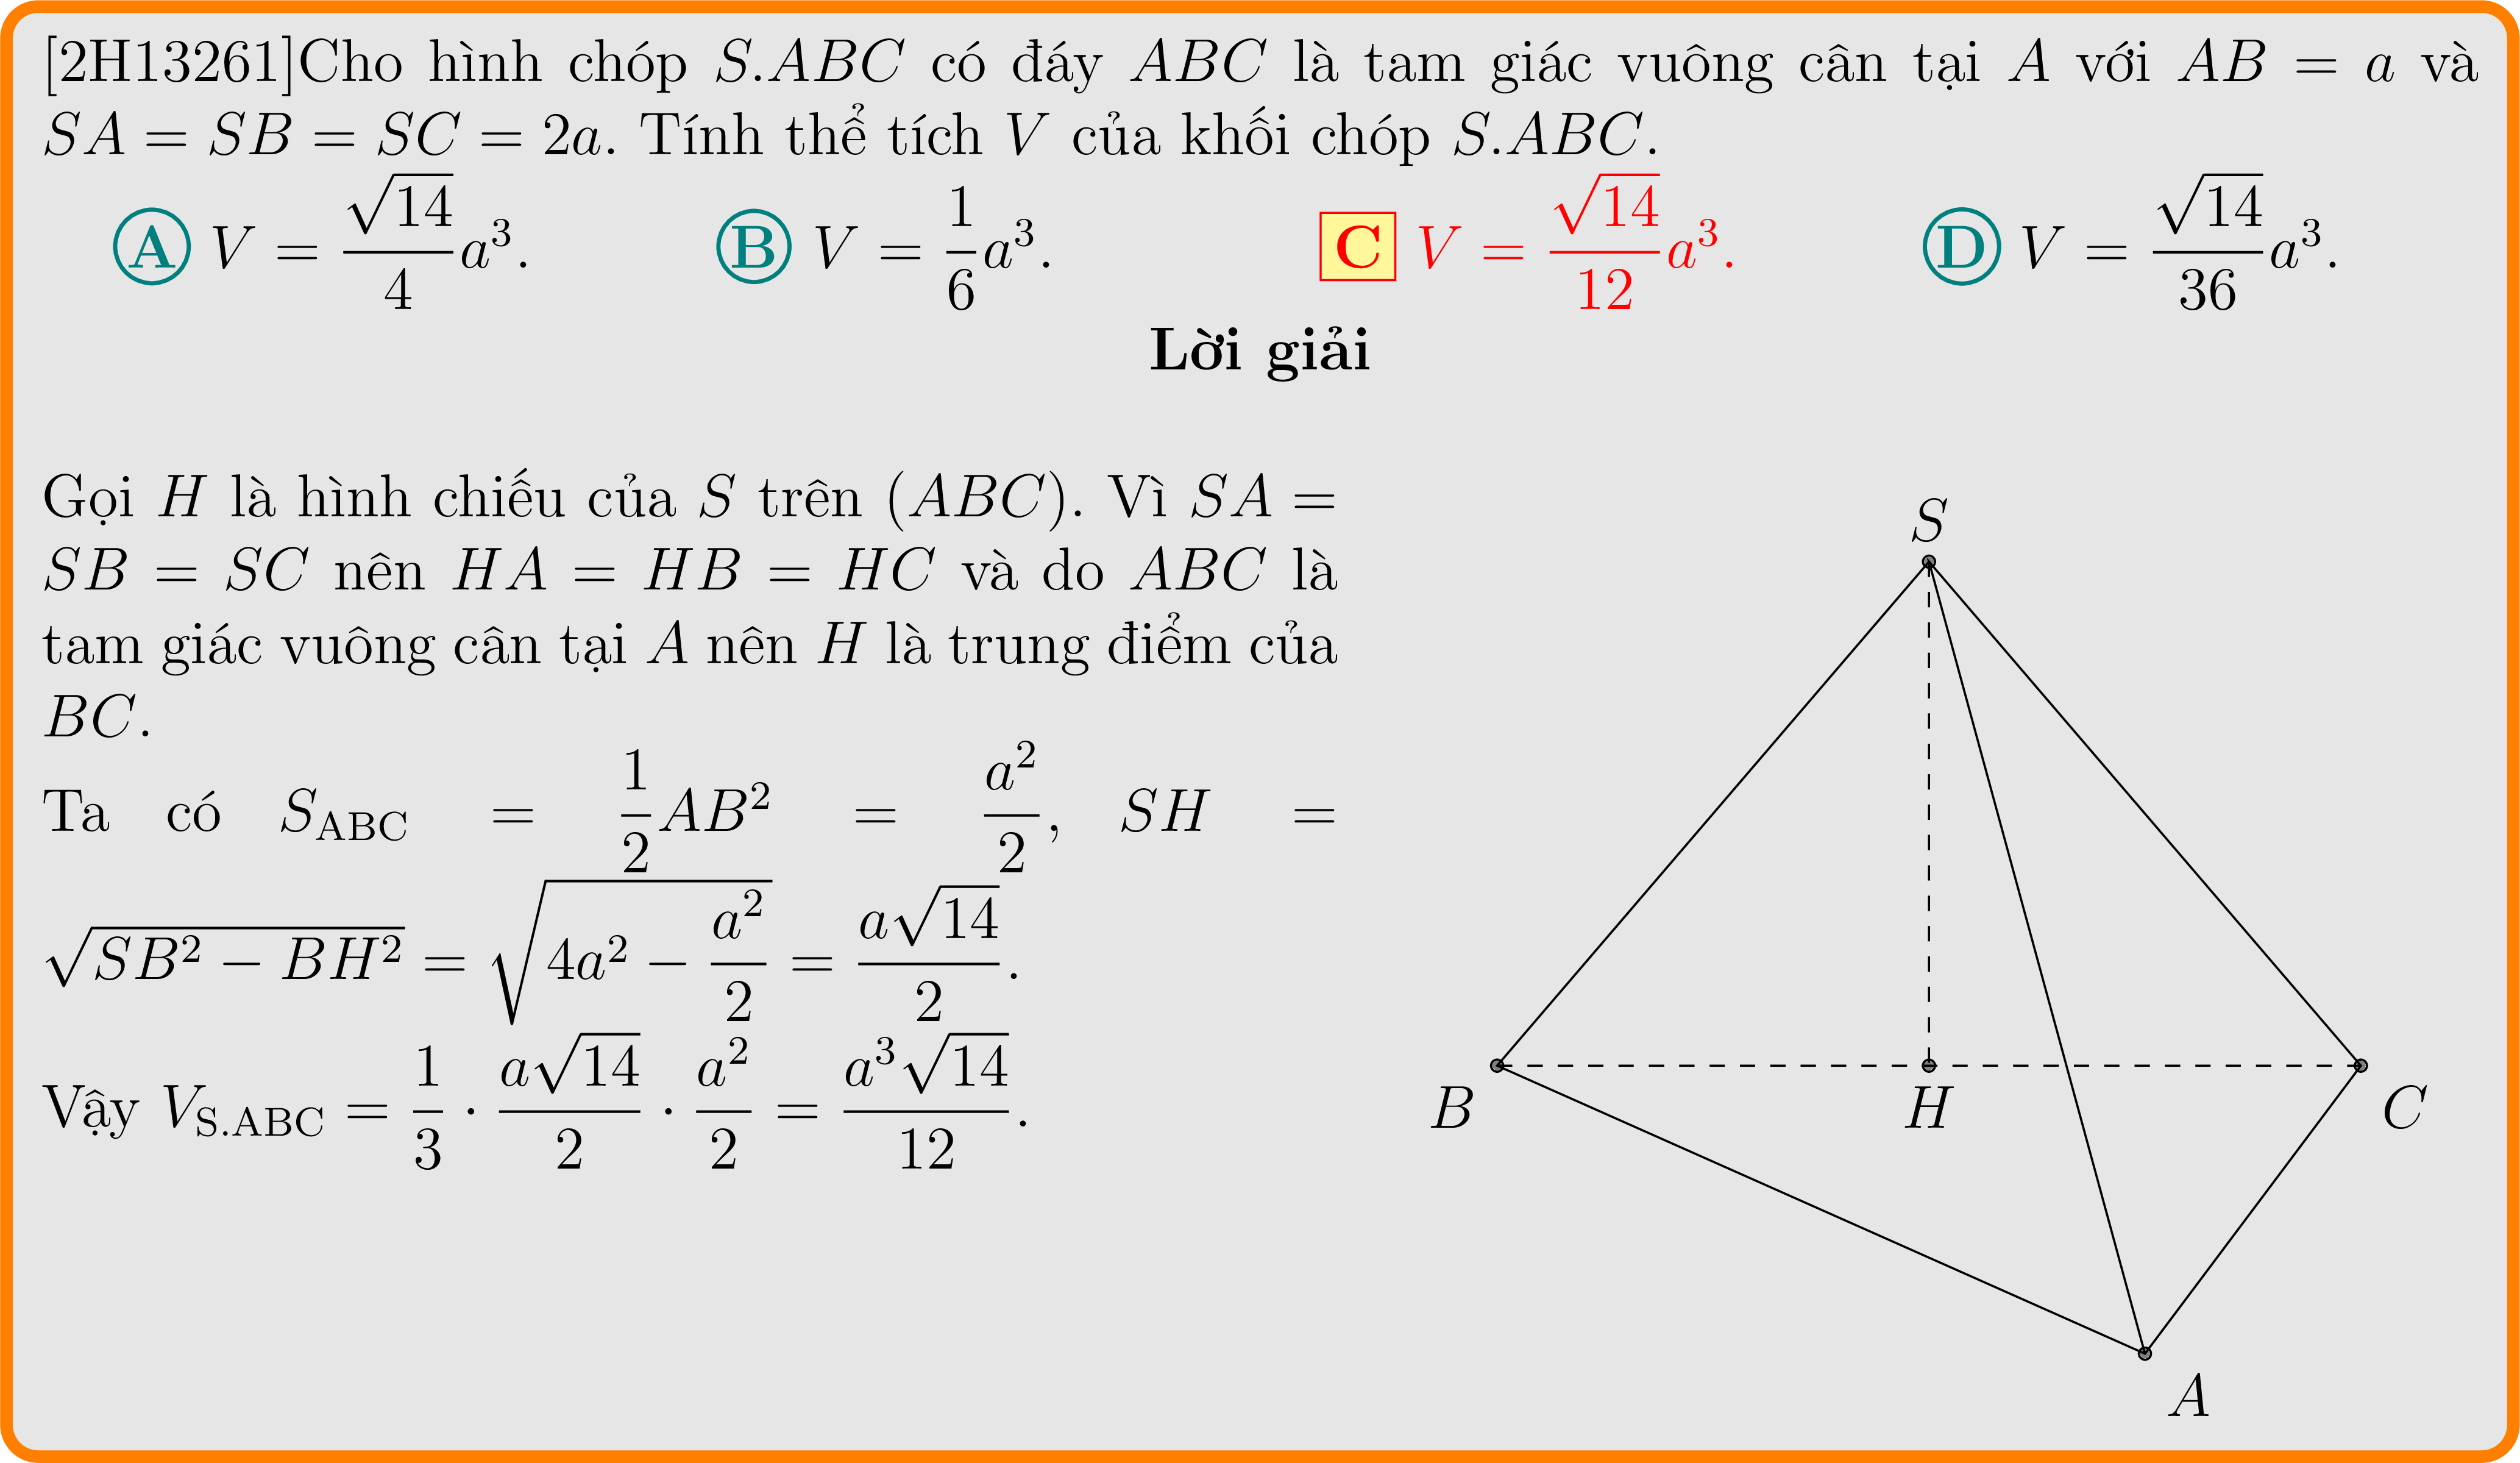 [2H13261]Cho hình chóp S.ABC có đáy ABC là tam giác vuông cân tại A với AB = a và
SA = SB = SC = 2a. Tính thể tích V của khối chóp S.ABC.
A V = \frac{\sqrt{14}}{4}a^3. B V = \frac{1}{6}a^3. C V = \frac{\sqrt{14}}{12}a^3. D V = \frac{\sqrt{14}}{36}a^3.
Lời giải
Gọi H là hình chiếu của S trên (ABC). Vì SA =
SB = SC nên HA = HB = HC và do ABC là
tam giác vuông cân tại A nên H là trung điểm của
BC.
Ta có S_{ABC} = \frac{1}{2}AB^2 = \frac{a^2}{2}, SH =
\sqrt{SB^2 − BH^2} = \sqrt{4a^2 − \frac{a^2}{2}} = \frac{a\sqrt{14}}{2}.
Vậy V_{S.ABC} = \frac{1}{3} · \frac{a\sqrt{14}}{2} · \frac{a^2}{2} = \frac{a^3\sqrt{14}}{12}.
S
B
H
C
A